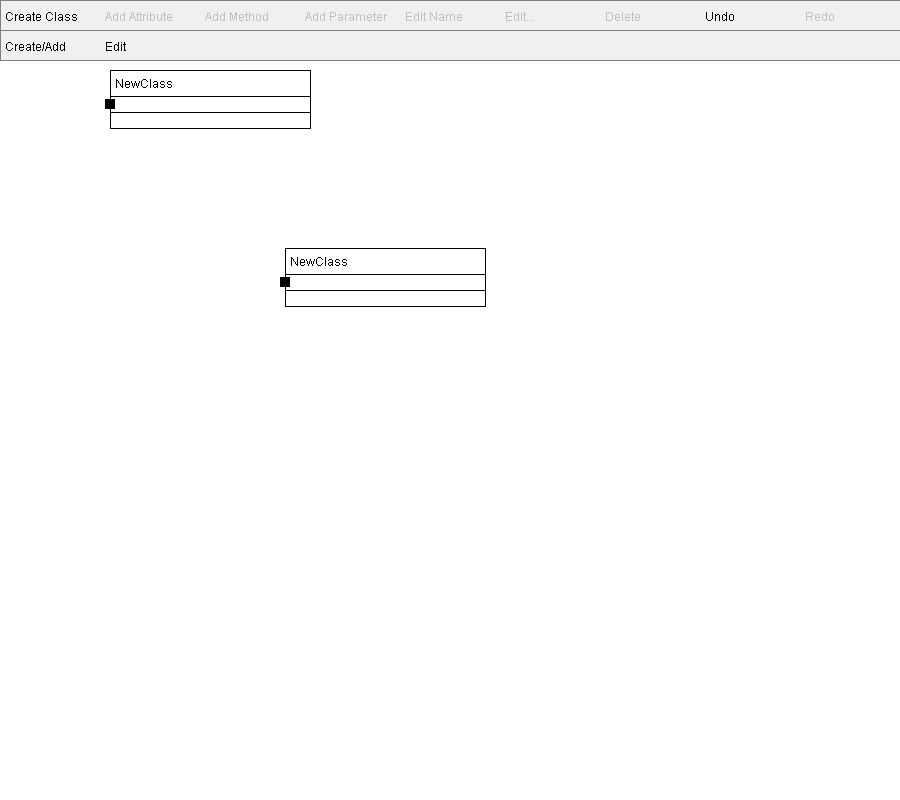 Create Class Add Attribute Add Method Add Parameter Edit Name Edit... Delete Undo Redo
Create/Add Edit
NewClass
NewClass